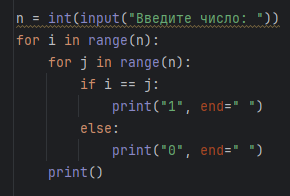 n = int(input("Введите число: "))
for i in range(n):
    for j in range(n):
        if i == j:
            print("1", end=" ")
        else:
            print("0", end=" ")
    print()